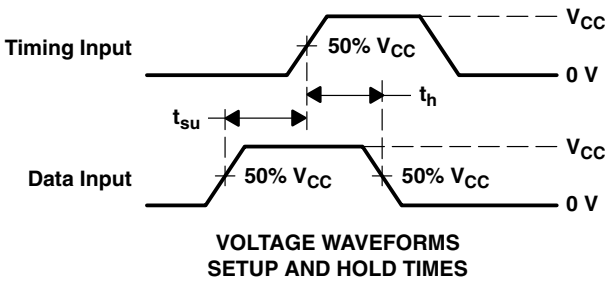 V_CC
Timing Input
50% V_CC
0 V
t_h
t_su
V_CC
Data Input
50% V_CC
50% V_CC
0 V
VOLTAGE WAVEFORMS
SETUP AND HOLD TIMES